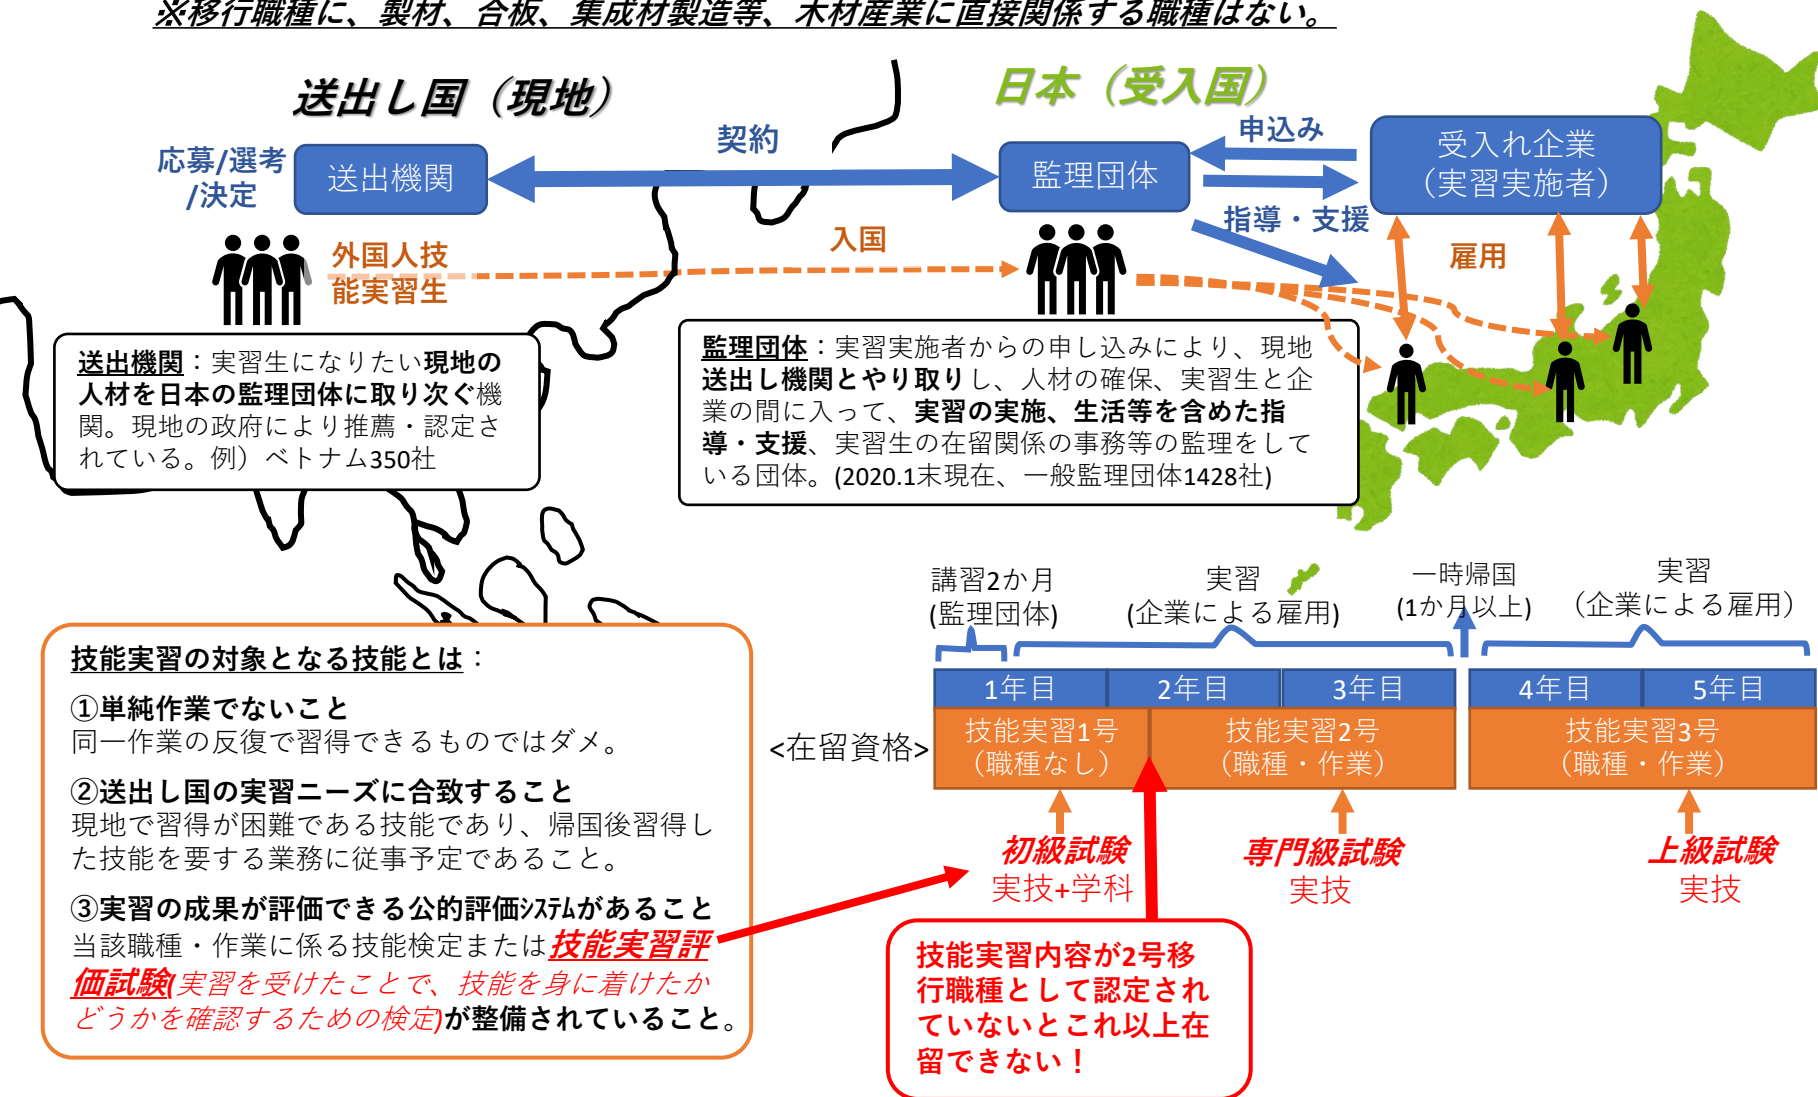 ※移行職種に、製材、合板、集成材製造等、木材産業に直接関係する職種はない。
送出し国（現地）
日本（受入国）
応募/選考
/決定
送出機関
契約
監理団体
申込み
指導・支援
受入れ企業
（実習実施者）
外国人技
能実習生
入国
雇用
送出機関：実習生になりたい現地の
人材を日本の監理団体に取り次ぐ機
関。現地の政府により推薦・認定さ
れている。例）ベトナム350社
監理団体：実習実施者からの申し込みにより、現地
送出し機関とやり取りし、人材の確保、実習生と企
業の間に入って、実習の実施、生活等を含めた指
導・支援、実習生の在留関係の事務等の監理をして
いる団体。(2020.1末現在、一般監理団体1428社)
技能実習の対象となる技能とは：
①単純作業でないこと
同一作業の反復で習得できるものではダメ。
②送出し国の実習ニーズに合致すること
現地で習得が困難である技能であり、帰国後習得し
た技能を要する業務に従事予定であること。
③実習の成果が評価できる公的評価ｼｽﾃﾑがあること
当該職種・作業に係る技能検定または技能実習評
価試験(実習を受けたことで、技能を身に着けたか
どうかを確認するための検定)が整備されていること。
講習2か月
(監理団体)
実習
(企業による雇用)
一時帰国
(1か月以上)
実習
（企業による雇用）
1年目
2年目
3年目
4年目
5年目
<在留資格>
技能実習1号
（職種なし）
技能実習2号
（職種・作業）
技能実習3号
（職種・作業）
初級試験
実技+学科
専門級試験
実技
上級試験
実技
技能実習内容が2号移
行職種として認定され
ていないとこれ以上在
留できない！